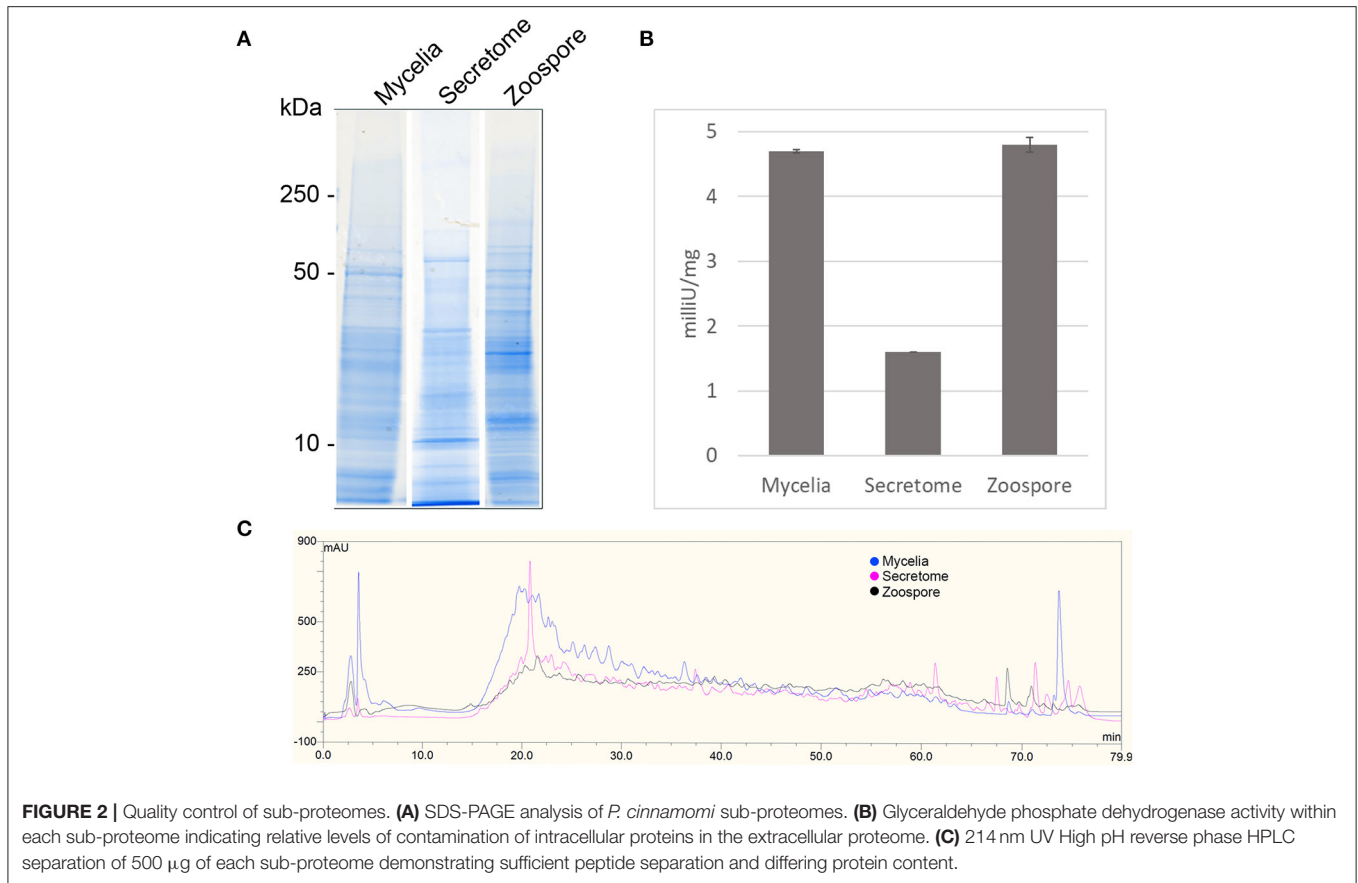 A
Mycelia
Secretome
Zoospore
kDa
250 -
50 -
10 -
B
5
4
3
2
1
0
milliU/mg
Mycelia Secretome Zoospore
C
900
mAU
500
250
-100
Mycelia
Secretome
Zoospore
min
0.0 10.0 20.0 30.0 40.0 50.0 60.0 70.0 79.9
FIGURE 2 | Quality control of sub-proteomes. (A) SDS-PAGE analysis of P. cinnamomi sub-proteomes. (B) Glyceraldehyde phosphate dehydrogenase activity within
each sub-proteome indicating relative levels of contamination of intracellular proteins in the extracellular proteome. (C) 214 nm UV High pH reverse phase HPLC
separation of 500 μg of each sub-proteome demonstrating sufficient peptide separation and differing protein content.